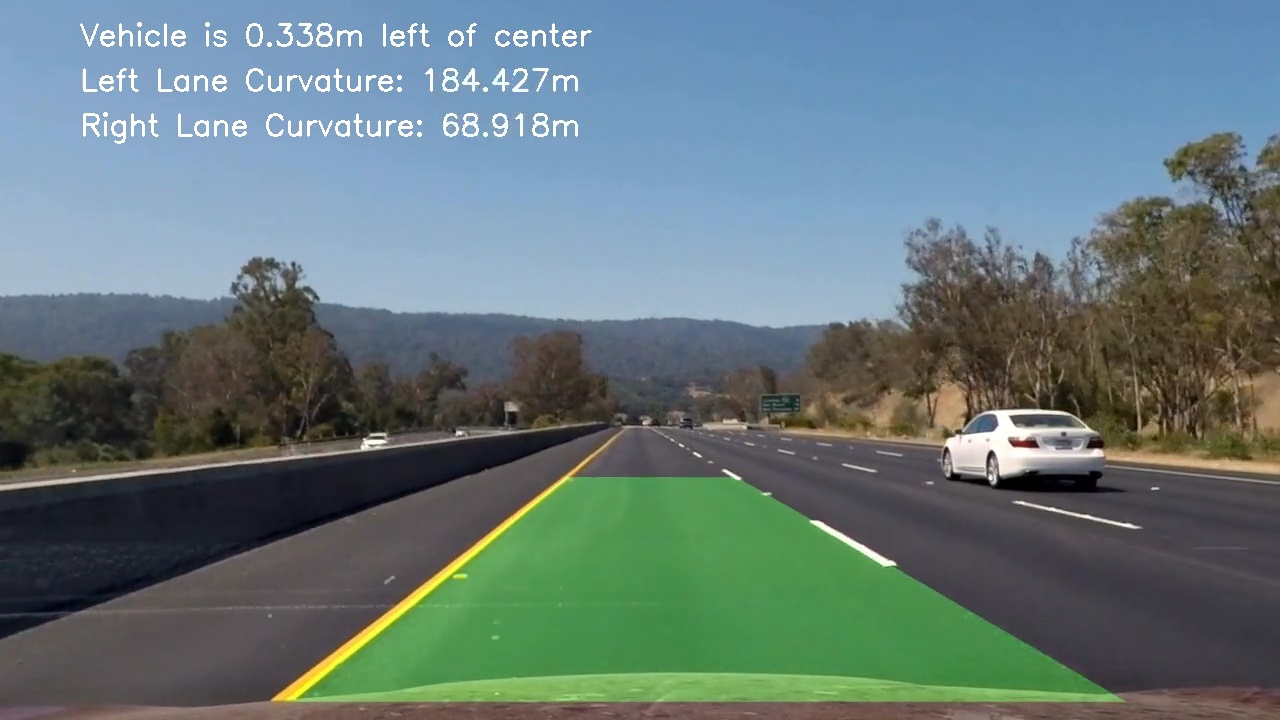 Vehicle is 0.338m left of center
Left Lane Curvature: 184.427m
Right Lane Curvature: 68.918m